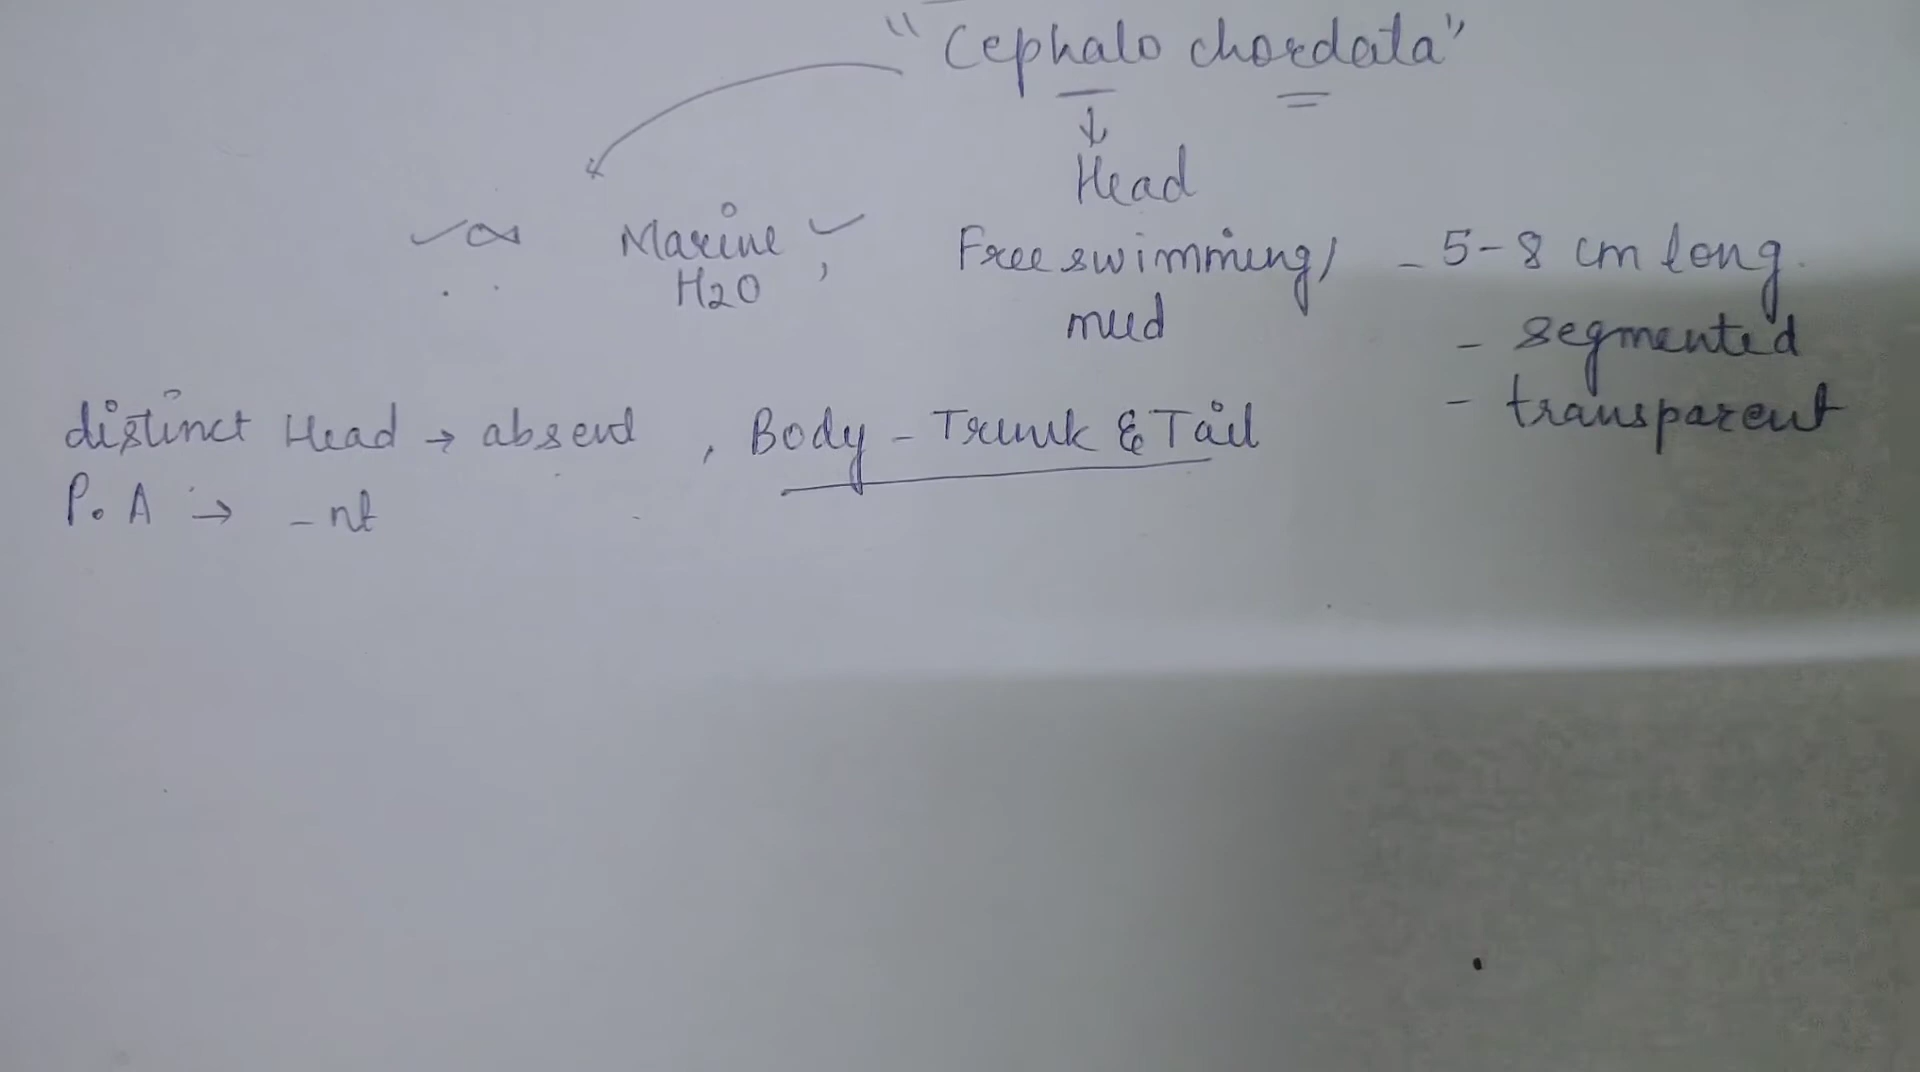 "Cephalo chordata"
↓
Head
Marine , Free swimming/ - 5-8 cm long.
H2O mud - segmented
distinct Head → absent , Body - Trunk & Tail - transparent
P. A → - nt